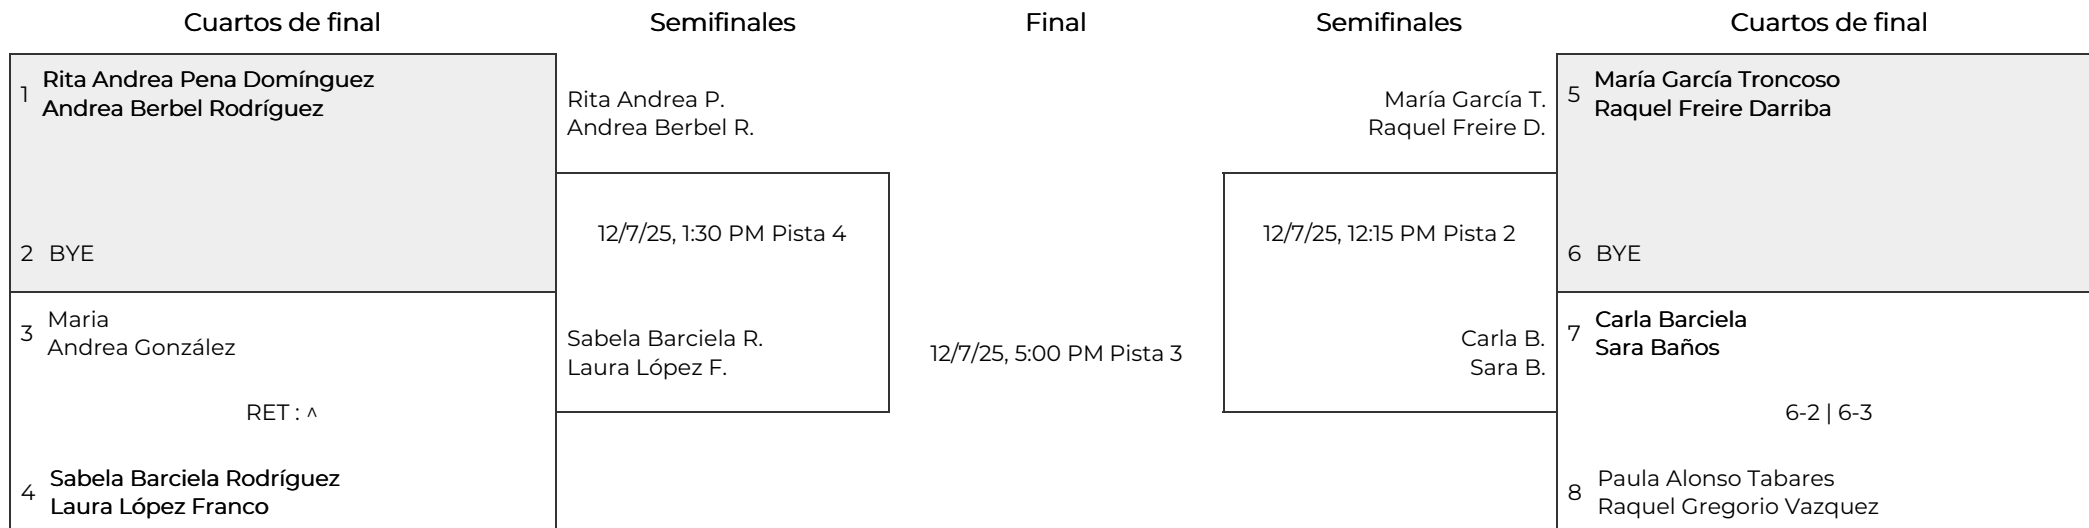 Cuartos de final
Semifinales
Final
Semifinales
Cuartos de final
1
Rita Andrea Pena Domínguez
Andrea Berbel Rodríguez
2 BYE
3
Maria
Andrea González
RET : ^
4
Sabela Barciela Rodríguez
Laura López Franco
Rita Andrea P.
Andrea Berbel R.
12/7/25, 1:30 PM Pista 4
Sabela Barciela R.
Laura López F.
12/7/25, 5:00 PM Pista 3
María García T.
Raquel Freire D.
12/7/25, 12:15 PM Pista 2
Carla B.
Sara B.
5
María García Troncoso
Raquel Freire Darriba
6 BYE
7
Carla Barciela
Sara Baños
6-2 | 6-3
8
Paula Alonso Tabares
Raquel Gregorio Vazquez